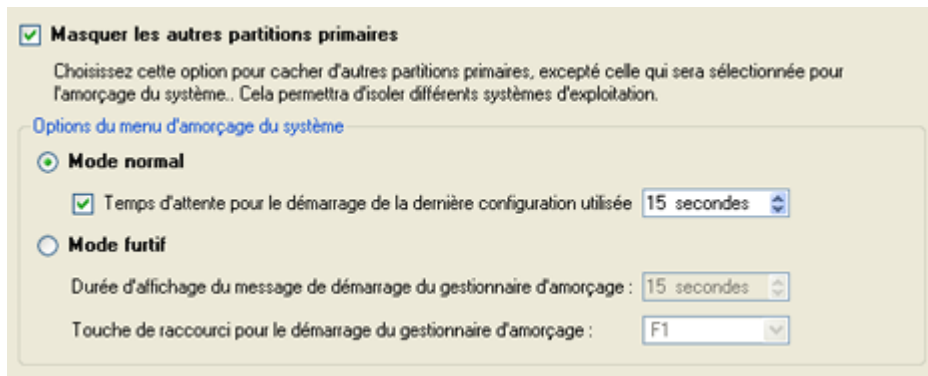 Masquer les autres partitions primaires
Choisissez cette option pour cacher d'autres partitions primaires, excepté celle qui sera sélectionnée pour
l'amorçage du système.. Cela permettra d'isoler différents systèmes d'exploitation.
Options du menu d'amorçage du système
Mode normal
Temps d'attente pour le démarrage de la dernière configuration utilisée 15 secondes
Mode furtif
Durée d'affichage du message de démarrage du gestionnaire d'amorçage : 15 secondes
Touche de raccourci pour le démarrage du gestionnaire d'amorçage : F1